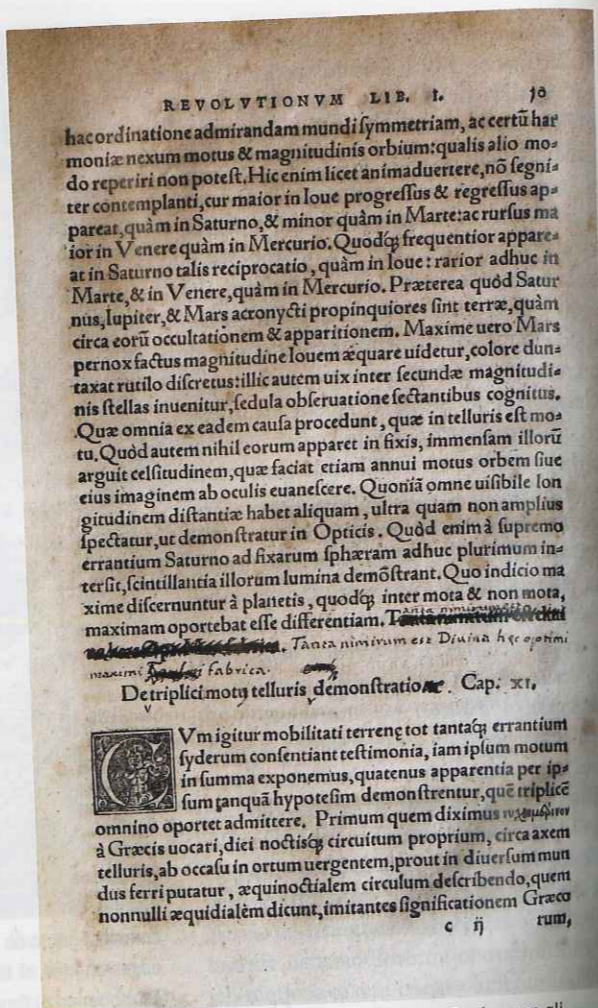 REVOLVTIONVM LIB. I. 10
hac ordinatione admirandam mundi ſymmetriam, ac certũ har
moniæ nexum motus & magnitudinis orbium: qualis alio mo-
do reperiri non poteſt. Hic enim licet animaduertere, nõ ſegni-
ter contemplanti, cur maior in Ioue progreſſus & regreſſus ap-
pareat, quàm in Saturno, & minor quàm in Marte: ac rurſus ma
ior in Venere quàm in Mercurio. Quodq́; frequentior appare-
at in Saturno talis reciprocatio, quàm in Ioue: rarior adhuc in
Marte, & in Venere, quàm in Mercurio. Præterea quòd Satur
nus, Iupiter, & Mars acronycti propinquiores ſint terræ, quàm
circa eorũ occultationem & apparitionem. Maxime uero Mars
pernox factus magnitudine Iouem æquare uidetur, colore dun-
taxat rutilo diſcretus: illic autem uix inter ſecundæ magnitudi-
nis ſtellas inuenitur, ſedula obſeruatione ſectantibus cognitus.
Quæ omnia ex eadem cauſa procedunt, quæ in telluris eſt mo-
tu. Quòd autem nihil eorum apparet in fixis, immenſam illorũ
arguit celſitudinem, quæ faciat etiam annui motus orbem ſiue
eius imaginem ab oculis euaneſcere. Quoniã omne uiſibile lon
gitudinem diſtantiæ habet aliquam, ultra quam non amplius
ſpectatur, ut demonſtratur in Opticis. Quòd enim à ſupremo
errantium Saturno ad fixarum ſphæram adhuc plurimum in-
terſit, ſcintillantia illorum lumina demõſtrant. Quo indicio ma
xime diſcernuntur à planetis, quodq́; inter mota & non mota,
maximam oportebat eſſe differentiam.
Tanta nimirum est Divina hęc optimi
maximi fabrica.
De triplici motu telluris demonſtratio. Cap. XI.
CVm igitur mobilitati terrenę tot tantaq́; errantium
ſyderum conſentiant teſtimonia, iam ipſum motum
in ſumma exponemus, quatenus apparentia per ip-
ſum tanquã hypoteſim demonſtrentur, quẽ triplicẽ
omnino oportet admittere. Primum quem diximus
à Græcis uocari, diei noctisq́; circuitum proprium, circa axem
telluris, ab occaſu in ortum uergentem, prout in diuerſum mun
dus ferri putatur, æquinoctialem circulum deſcribendo, quem
nonnulli æquidialem dicunt, imitantes ſignificationem Græco
c ij rum,